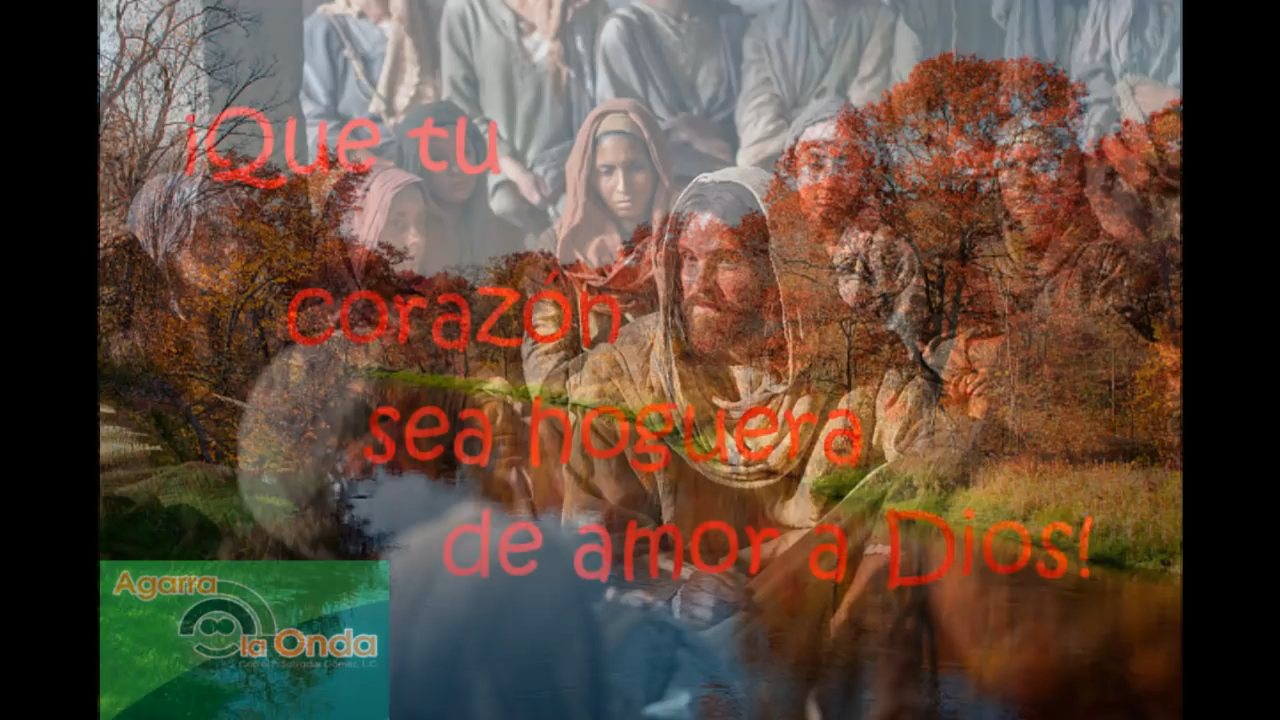 ¡Que tu
corazón
sea hoguera
de amor a Dios!
Agarra
la Onda